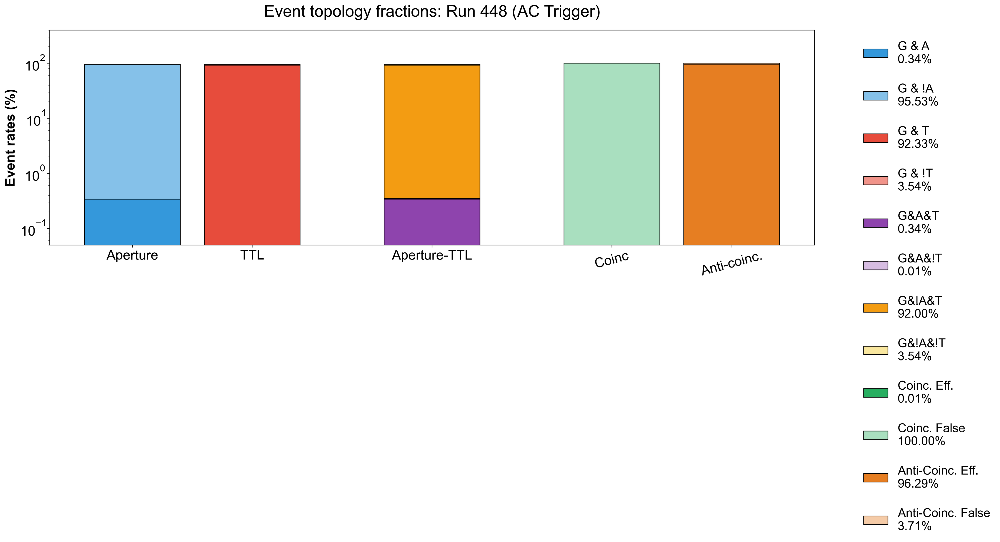 Event topology fractions: Run 448 (AC Trigger)
Event rates (%)
10^2
10^1
10^0
10^−1
Aperture
TTL
Aperture-TTL
Coinc
Anti-coinc.
G & A
0.34%
G & !A
95.53%
G & T
92.33%
G & !T
3.54%
G&A&T
0.34%
G&A&!T
0.01%
G&!A&T
92.00%
G&!A&!T
3.54%
Coinc. Eff.
0.01%
Coinc. False
100.00%
Anti-Coinc. Eff.
96.29%
Anti-Coinc. False
3.71%